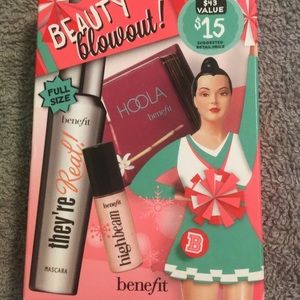 BEAUTY
blowout!
$43
VALUE
$15
SUGGESTED
RETAIL PRICE
FULL
SIZE
benefit
they're Real!
MASCARA
HOOLA
benefit
benefit
highbeam
B
benefit